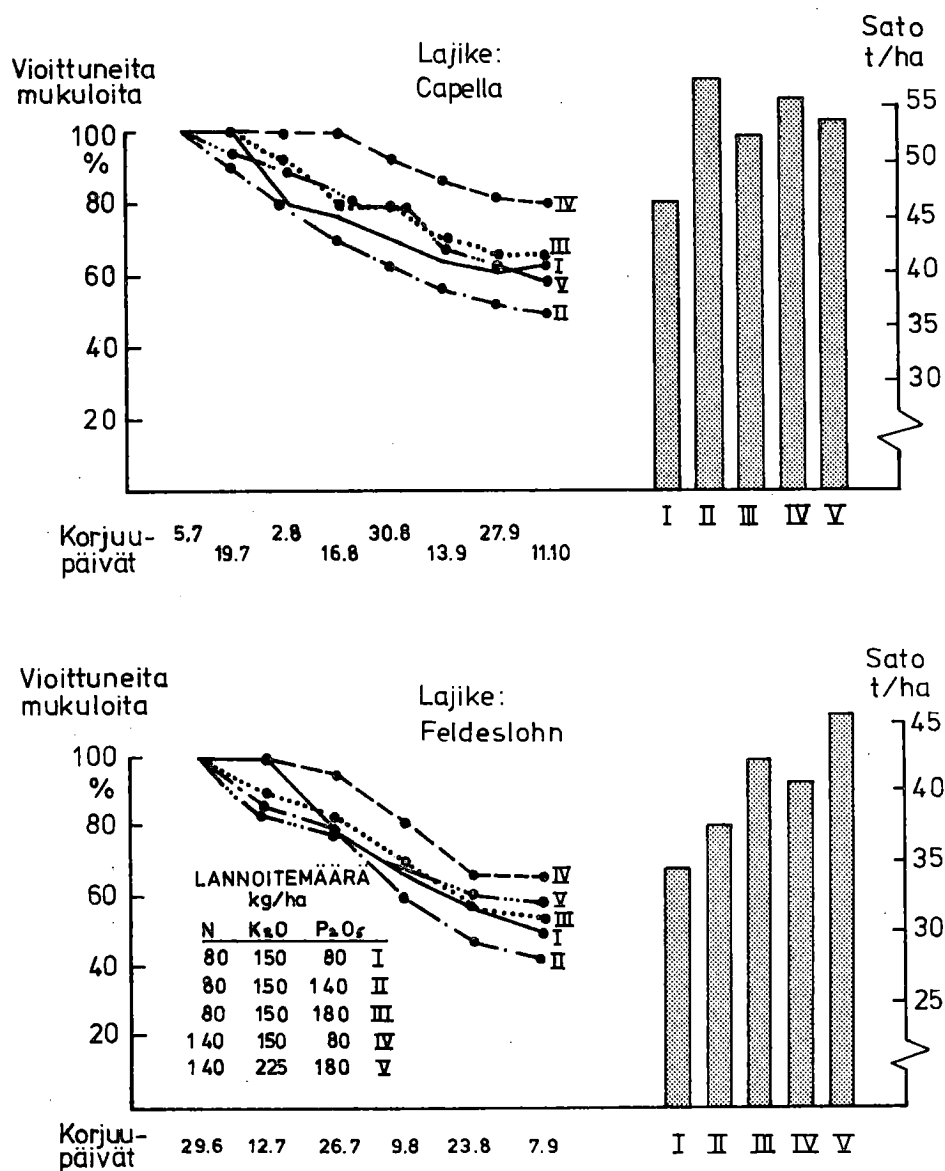 Vioittuneita
mukuloita
Lajike:
Capella
Sato
t/ha
100
%
80
60
40
20
IV
III
I
V
II
55
50
45
40
35
30
I II III IV V
Korjuu-
päivät
5.7 19.7 2.8 16.8 30.8 13.9 27.9 11.10
Vioittuneita
mukuloita
Lajike:
Feldeslohn
Sato
t/ha
100
%
80
60
40
20
IV
V
III
I
II
LANNOITEMÄÄRÄ
kg/ha
N K₂O P₂O₅
80 150 80 I
80 150 140 II
80 150 180 III
140 150 80 IV
140 225 180 V
45
40
35
30
25
I II III IV V
Korjuu-
päivät
29.6 12.7 26.7 9.8 23.8 7.9